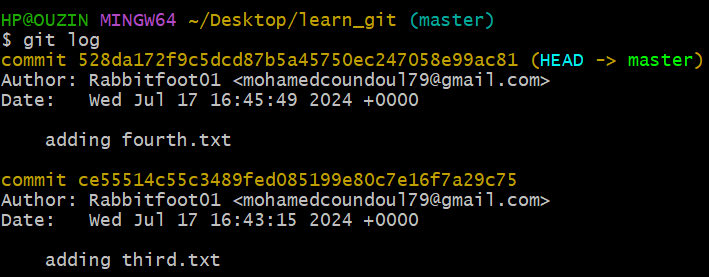 HP@OUZIN MINGW64 ~/Desktop/learn_git (master)
$ git log
commit 528da172f9c5dcd87b5a45750ec247058e99ac81 (HEAD -> master)
Author: Rabbitfoot01 <mohamedcoundoul79@gmail.com>
Date:   Wed Jul 17 16:45:49 2024 +0000
    adding fourth.txt
commit ce55514c55c3489fed085199e80c7e16f7a29c75
Author: Rabbitfoot01 <mohamedcoundoul79@gmail.com>
Date:   Wed Jul 17 16:43:15 2024 +0000
    adding third.txt